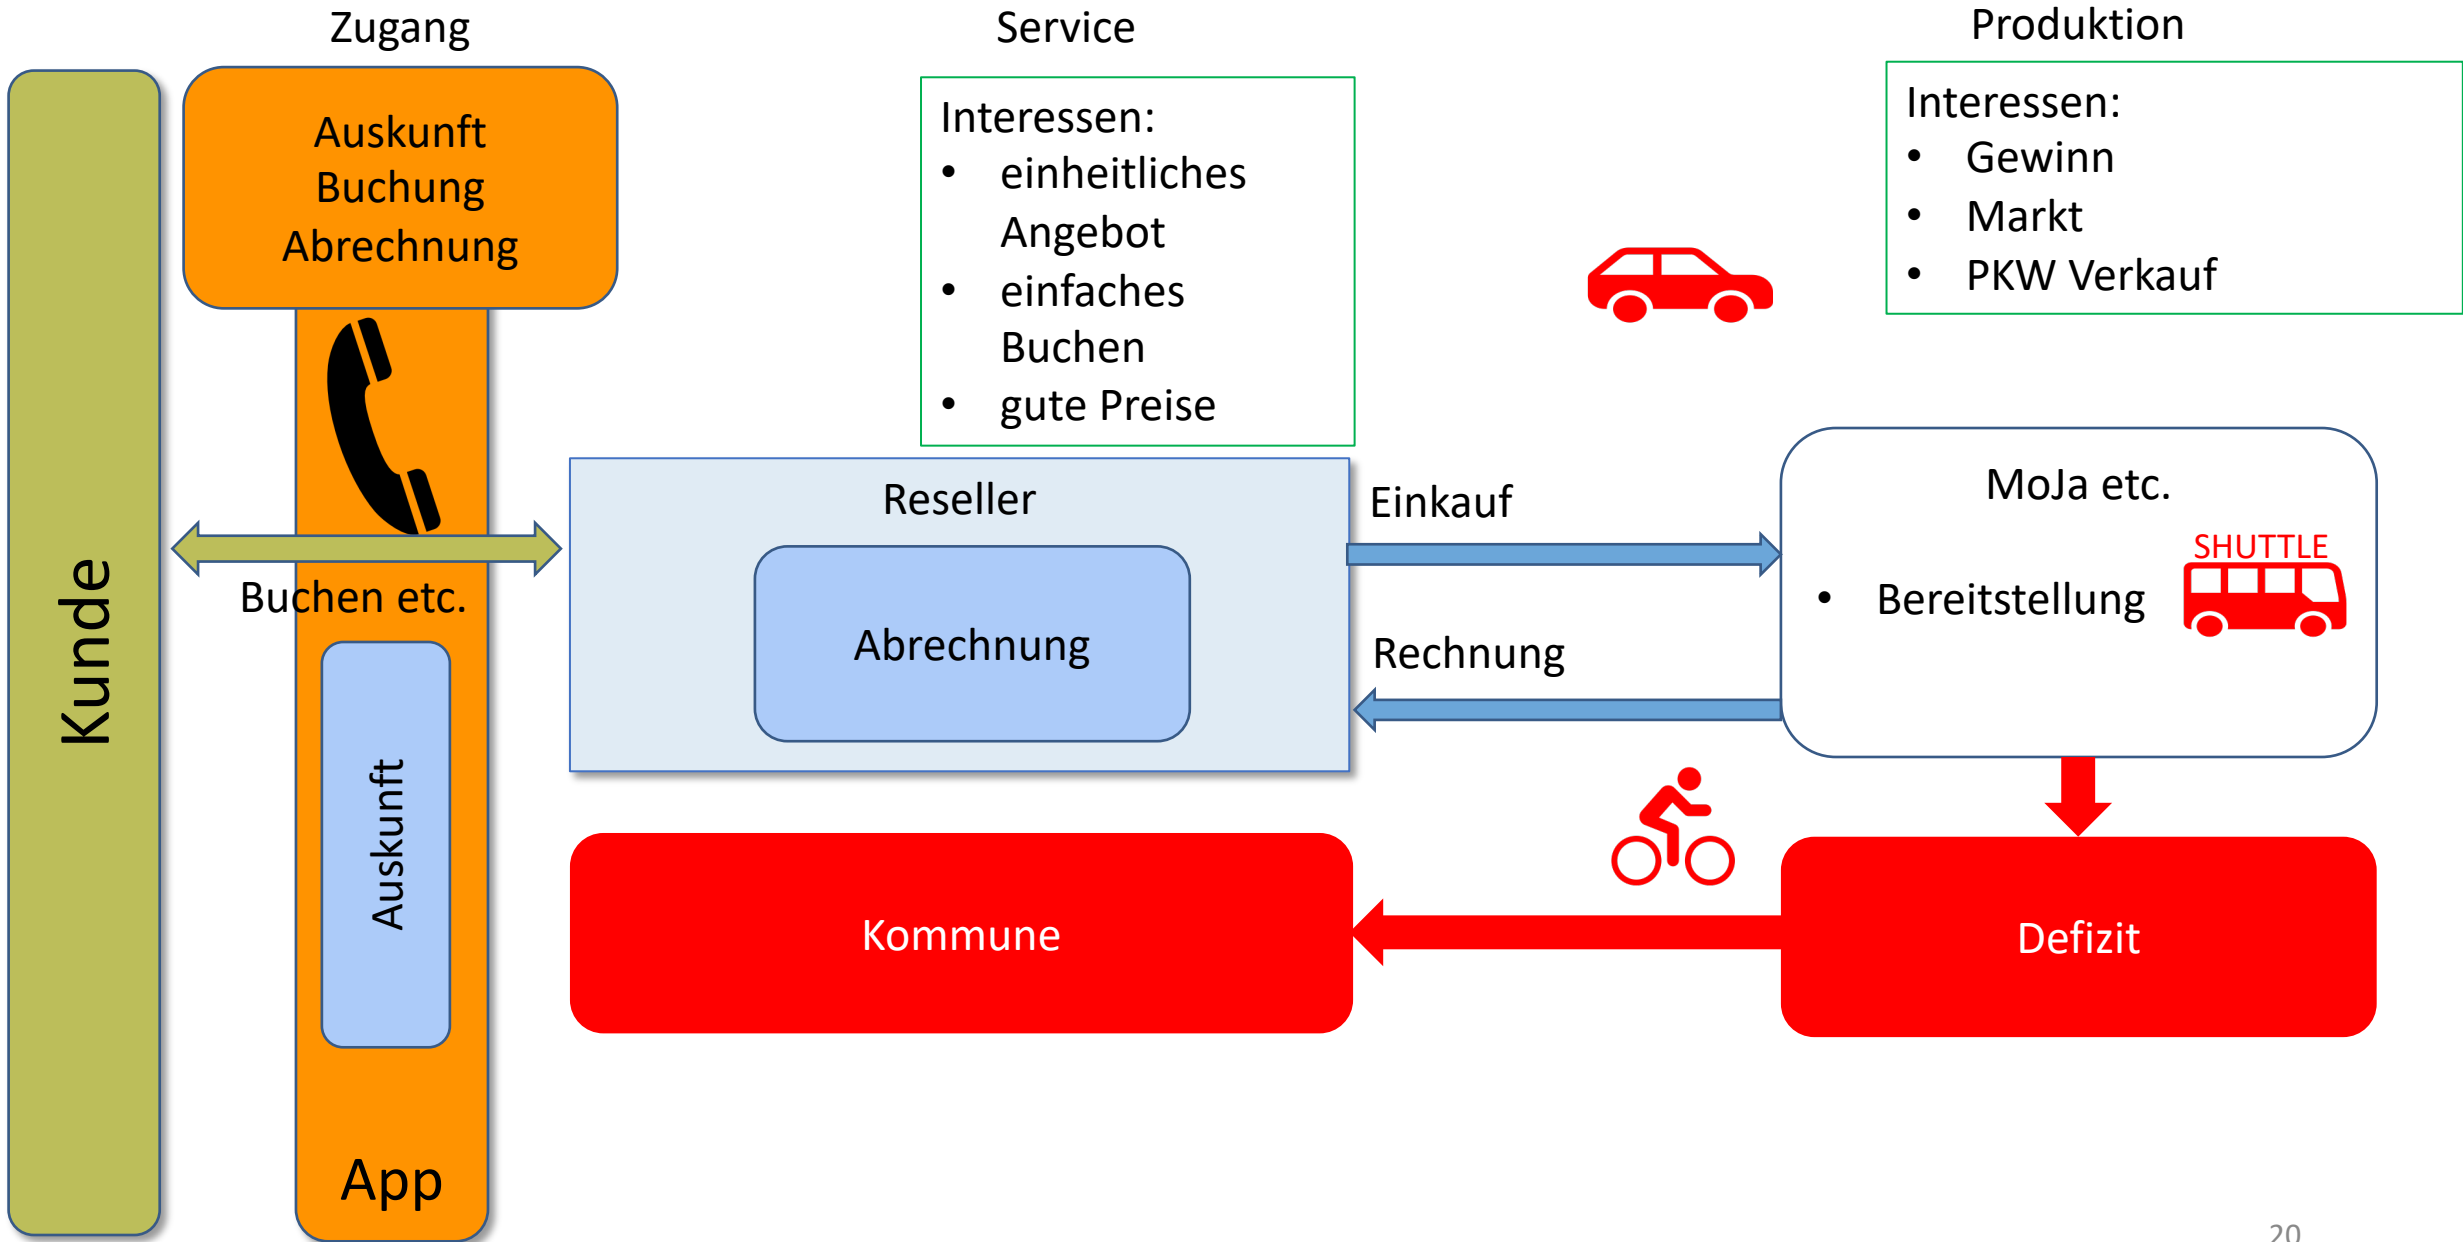 Zugang
Service
Produktion
Kunde
Auskunft
Buchung
Abrechnung
Buchen etc.
Auskunft
App
Interessen:
• einheitliches
Angebot
• einfaches
Buchen
• gute Preise
Reseller
Abrechnung
Einkauf
Rechnung
Interessen:
• Gewinn
• Markt
• PKW Verkauf
MoJa etc.
SHUTTLE
• Bereitstellung
Kommune
Defizit
20